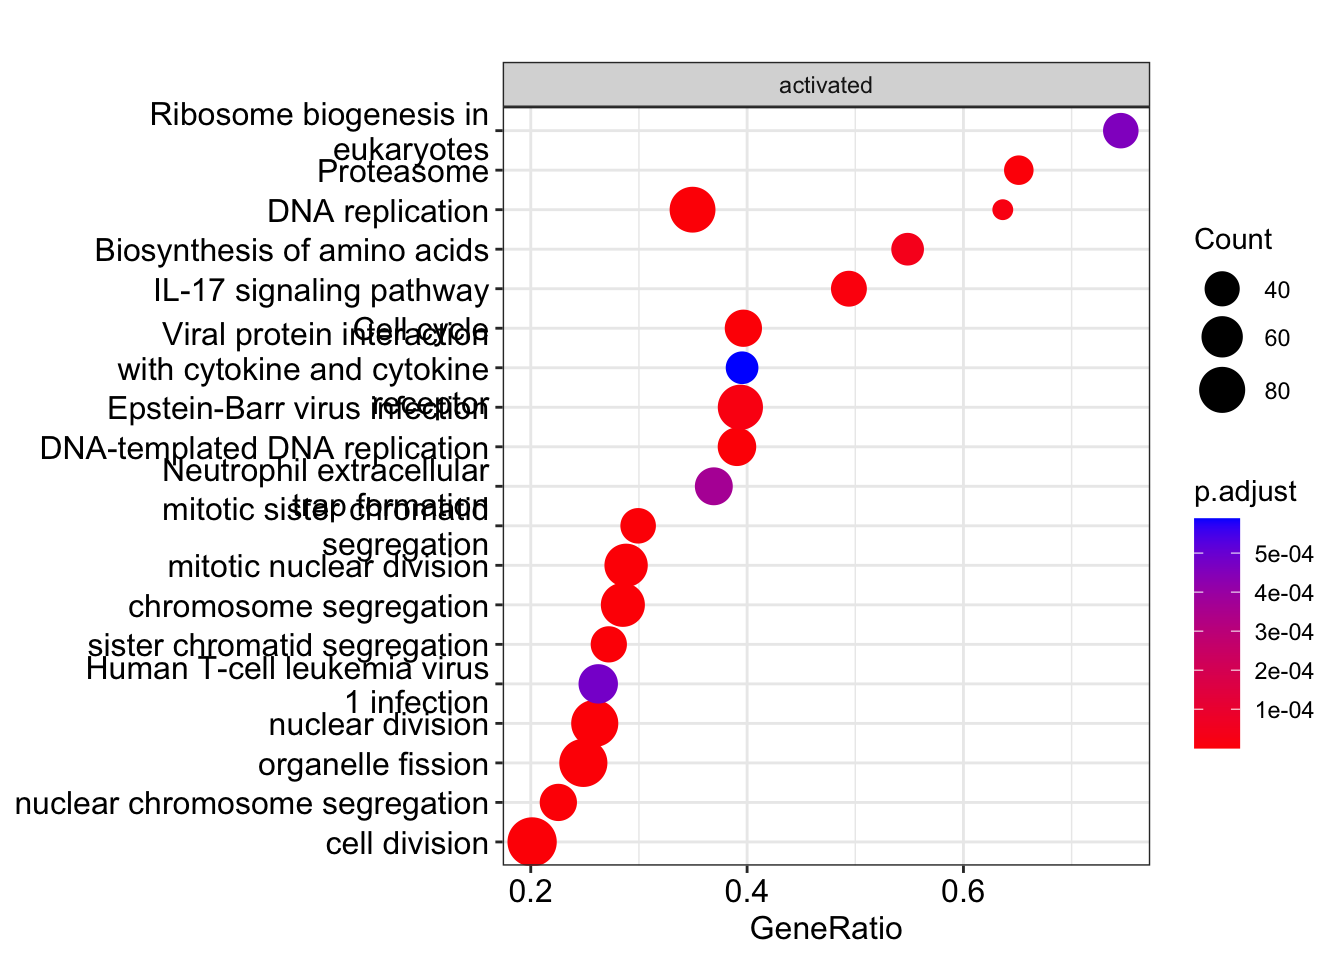 activated
Ribosome biogenesis in
eukaryotes
Proteasome
DNA replication
Biosynthesis of amino acids
IL-17 signaling pathway
Cell cycle
Viral protein interaction
with cytokine and cytokine
receptor
Epstein-Barr virus infection
DNA-templated DNA replication
Neutrophil extracellular
trap formation
mitotic sister chromatid
segregation
mitotic nuclear division
chromosome segregation
sister chromatid segregation
Human T-cell leukemia virus
1 infection
nuclear division
organelle fission
nuclear chromosome segregation
cell division
0.2 0.4 0.6
GeneRatio
Count
40
60
80
p.adjust
5e-04
4e-04
3e-04
2e-04
1e-04